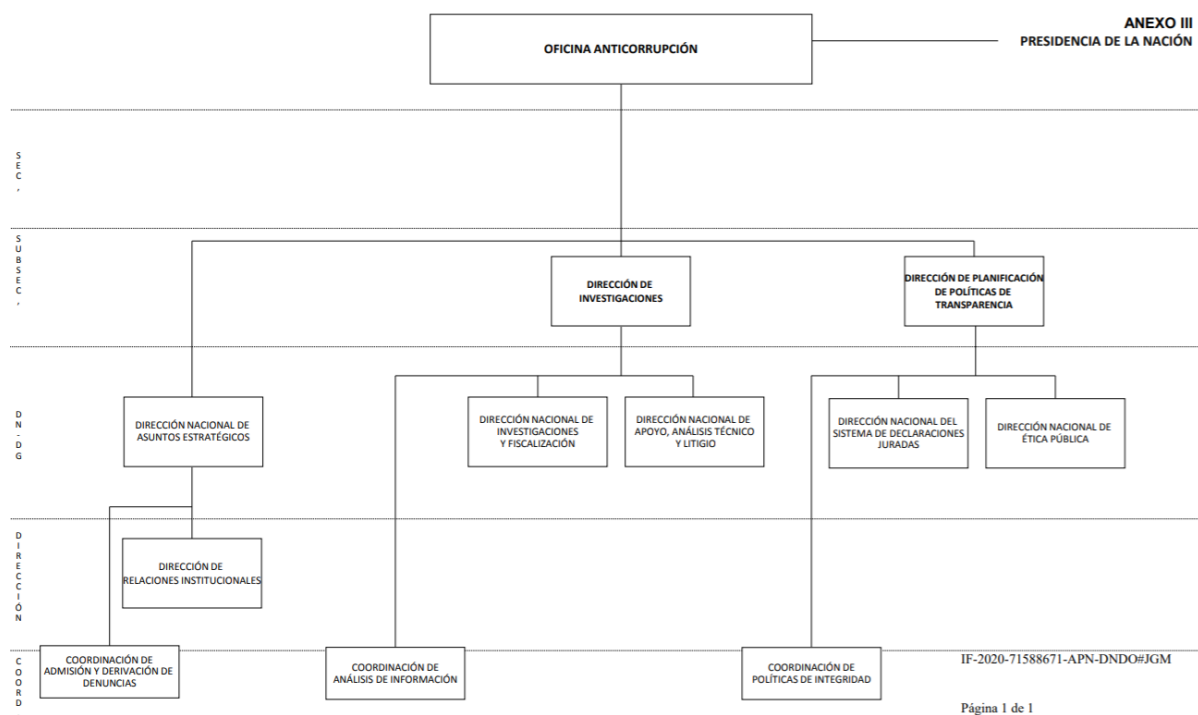 ANEXO III
PRESIDENCIA DE LA NACIÓN
OFICINA ANTICORRUPCIÓN
SEC,
SUBSEC,
DIRECCIÓN DE
INVESTIGACIONES
DIRECCIÓN DE PLANIFICACIÓN
DE POLÍTICAS DE
TRANSPARENCIA
DN-DG
DIRECCIÓN NACIONAL DE
ASUNTOS ESTRATÉGICOS
DIRECCIÓN NACIONAL DE
INVESTIGACIONES
Y FISCALIZACIÓN
DIRECCIÓN NACIONAL DE
APOYO, ANÁLISIS TÉCNICO
Y LITIGIO
DIRECCIÓN NACIONAL DEL
SISTEMA DE DECLARACIONES
JURADAS
DIRECCIÓN NACIONAL DE
ÉTICA PÚBLICA
DIRECCIÓN
DIRECCIÓN DE
RELACIONES INSTITUCIONALES
COORD
COORDINACIÓN DE
ADMISIÓN Y DERIVACIÓN DE
DENUNCIAS
COORDINACIÓN DE
ANÁLISIS DE INFORMACIÓN
COORDINACIÓN DE
POLÍTICAS DE INTEGRIDAD
IF-2020-71588671-APN-DNDO#JGM
Página 1 de 1